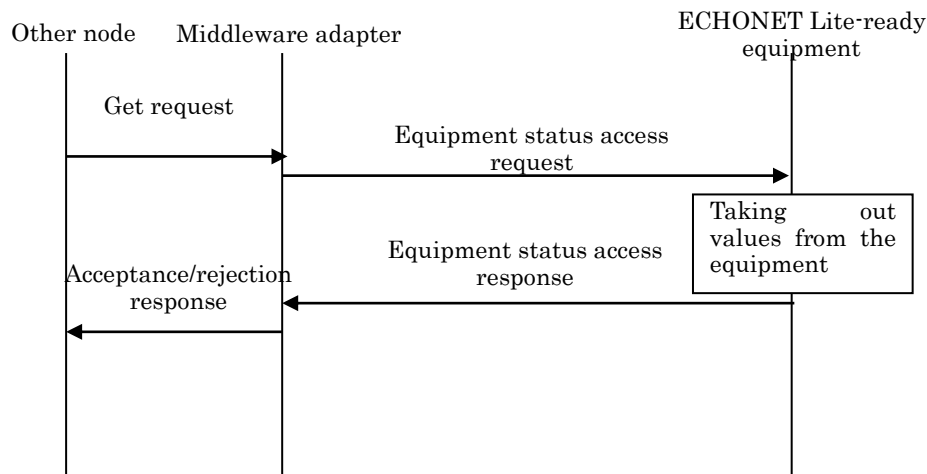 Other node
Middleware adapter
ECHONET Lite-ready
equipment
Get request
Equipment status access
request
Taking out
values from the
equipment
Equipment status access
response
Acceptance/rejection
response